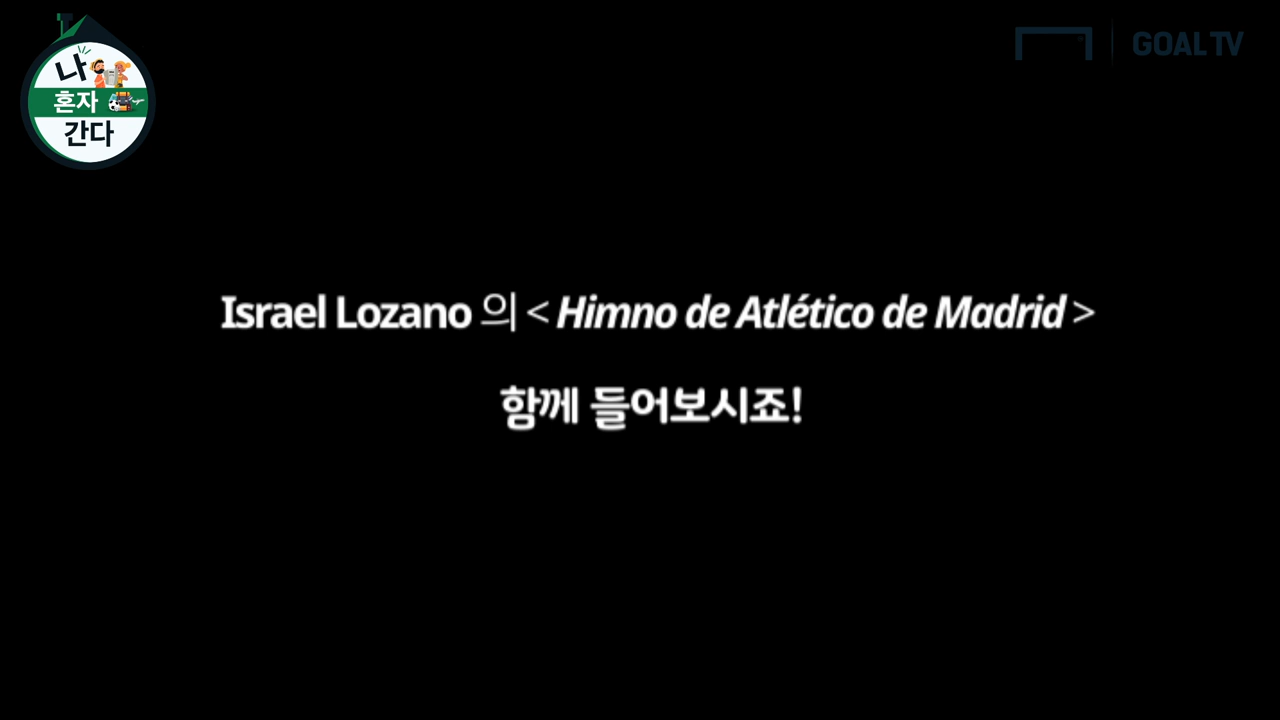 나
혼자
간다
GOAL TV
Israel Lozano 의 < Himno de Atlético de Madrid >
함께 들어보시죠!